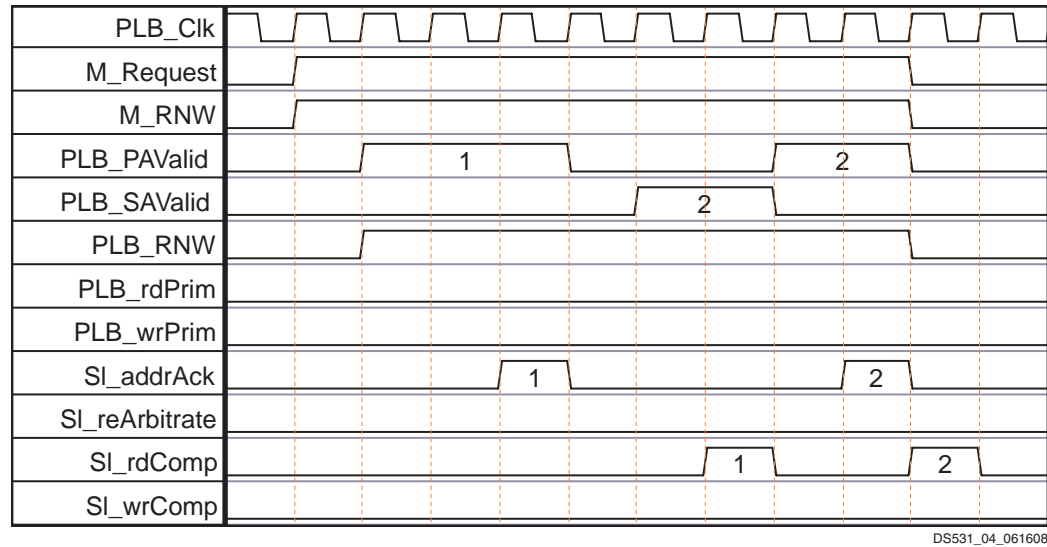 PLB_Clk
M_Request
M_RNW
PLB_PAValid 1 2
PLB_SAValid 2
PLB_RNW
PLB_rdPrim
PLB_wrPrim
Sl_addrAck 1 2
Sl_reArbitrate
Sl_rdComp 1 2
Sl_wrComp
DS531_04_061608